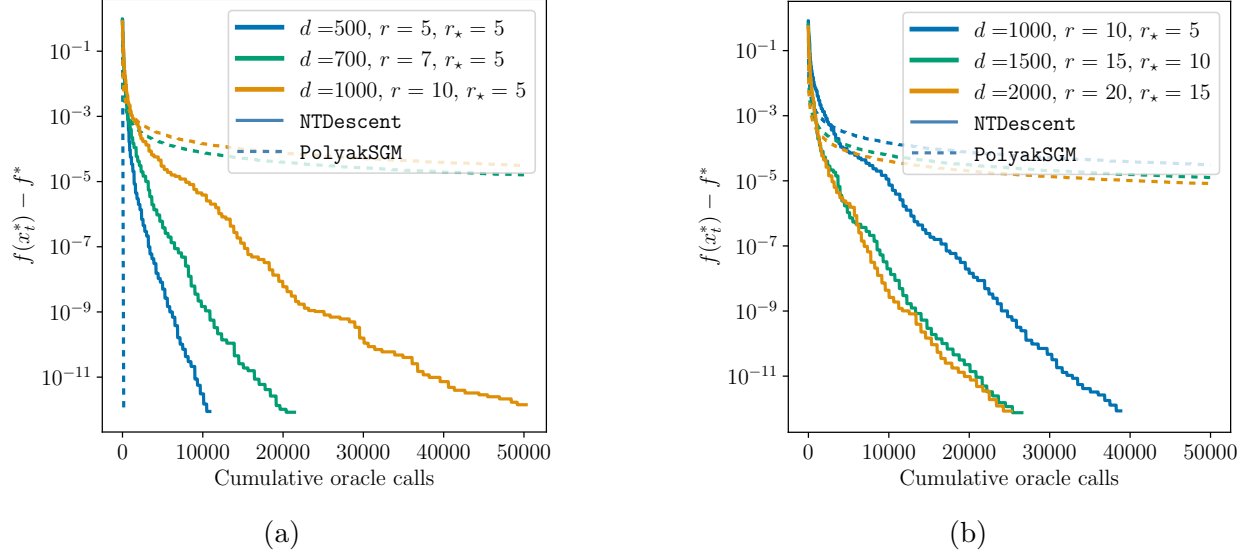 d =500, r = 5, r⋆ = 5
d =700, r = 7, r⋆ = 5
d =1000, r = 10, r⋆ = 5
NTDescent
PolyakSGM
10⁻¹
10⁻³
10⁻⁵
10⁻⁷
10⁻⁹
10⁻¹¹
f(x*ₜ) − f*
0 10000 20000 30000 40000 50000
Cumulative oracle calls
(a)
d =1000, r = 10, r⋆ = 5
d =1500, r = 15, r⋆ = 10
d =2000, r = 20, r⋆ = 15
NTDescent
PolyakSGM
10⁻¹
10⁻³
10⁻⁵
10⁻⁷
10⁻⁹
10⁻¹¹
f(x*ₜ) − f*
0 10000 20000 30000 40000 50000
Cumulative oracle calls
(b)